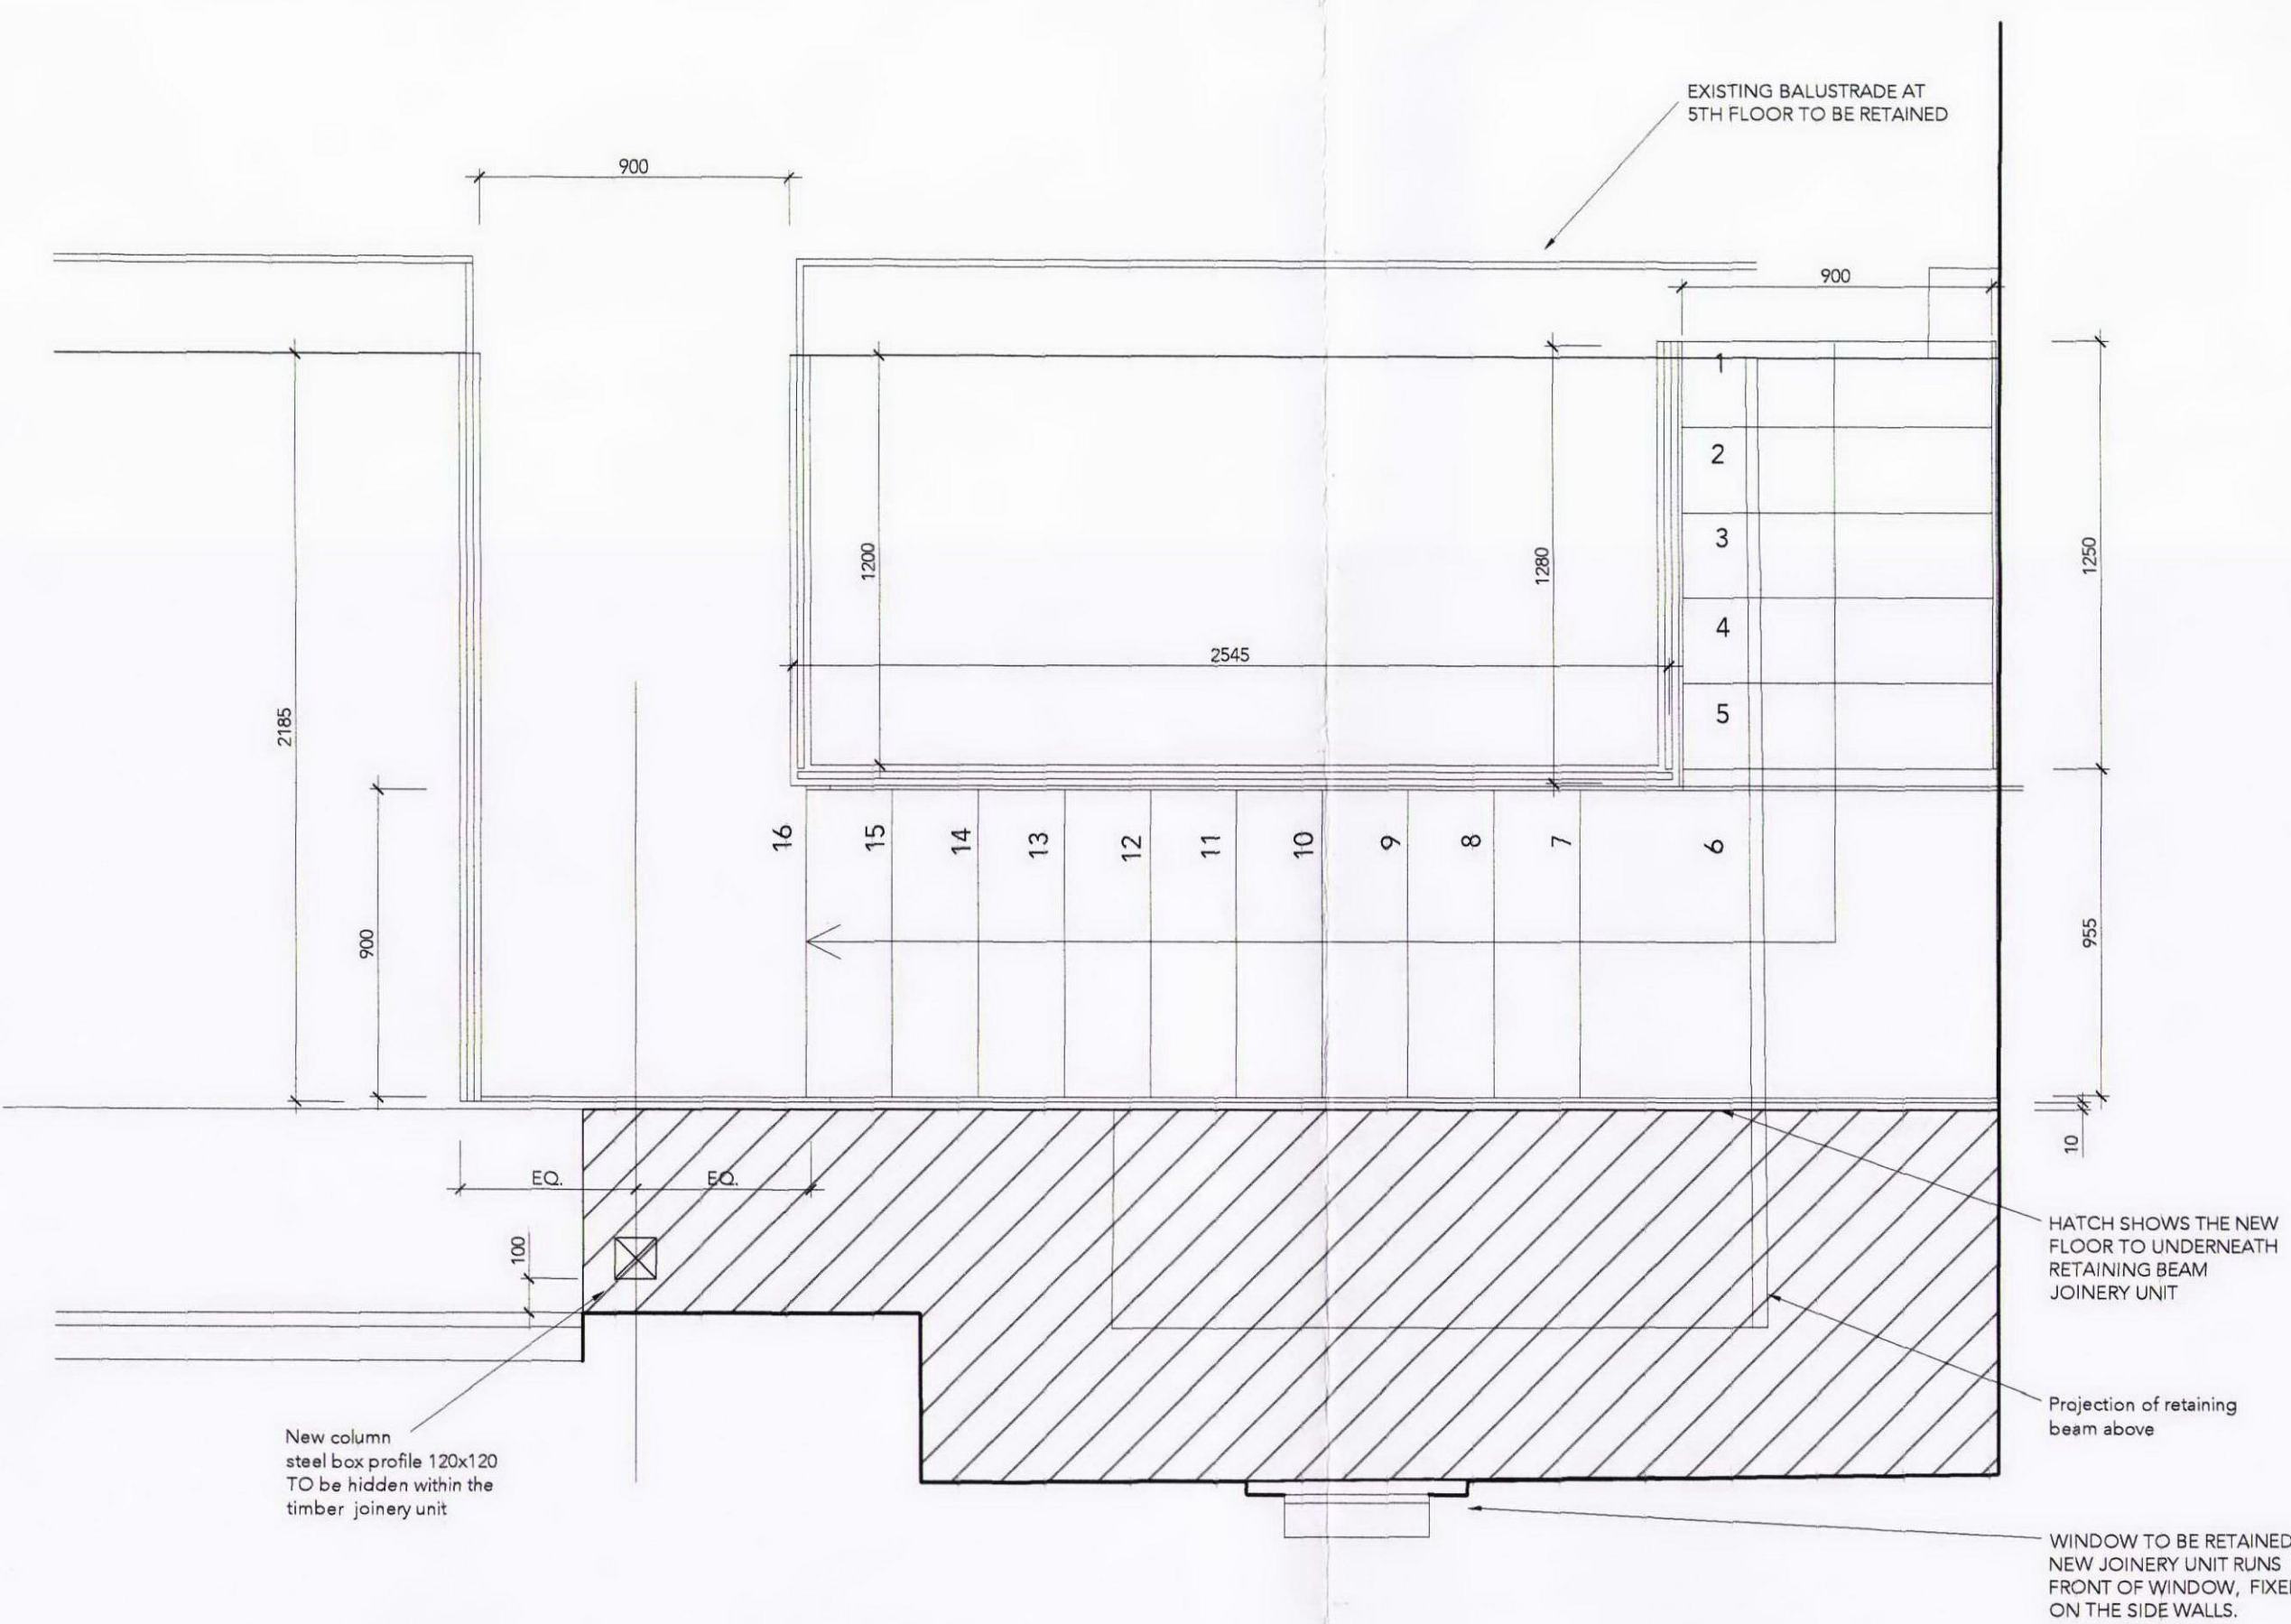 EXISTING BALUSTRADE AT
5TH FLOOR TO BE RETAINED
900
900
1
2
3
4
5
1200
1280
1250
2545
2185
900
16
15
14
13
12
11
10
9
8
7
6
955
10
EQ.
EQ.
100
HATCH SHOWS THE NEW
FLOOR TO UNDERNEATH
RETAINING BEAM
JOINERY UNIT
Projection of retaining
beam above
New column
steel box profile 120x120
TO be hidden within the
timber joinery unit
WINDOW TO BE RETAINED
NEW JOINERY UNIT RUNS
FRONT OF WINDOW, FIXE
ON THE SIDE WALLS.